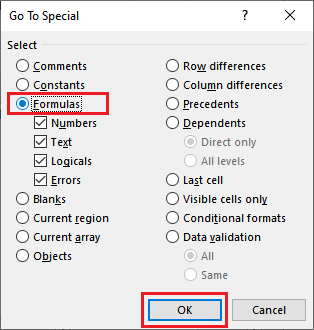 Go To Special
?
Select
Comments
Constants
Formulas
Numbers
Text
Logicals
Errors
Blanks
Current region
Current array
Objects
Row differences
Column differences
Precedents
Dependents
Direct only
All levels
Last cell
Visible cells only
Conditional formats
Data validation
All
Same
OK
Cancel